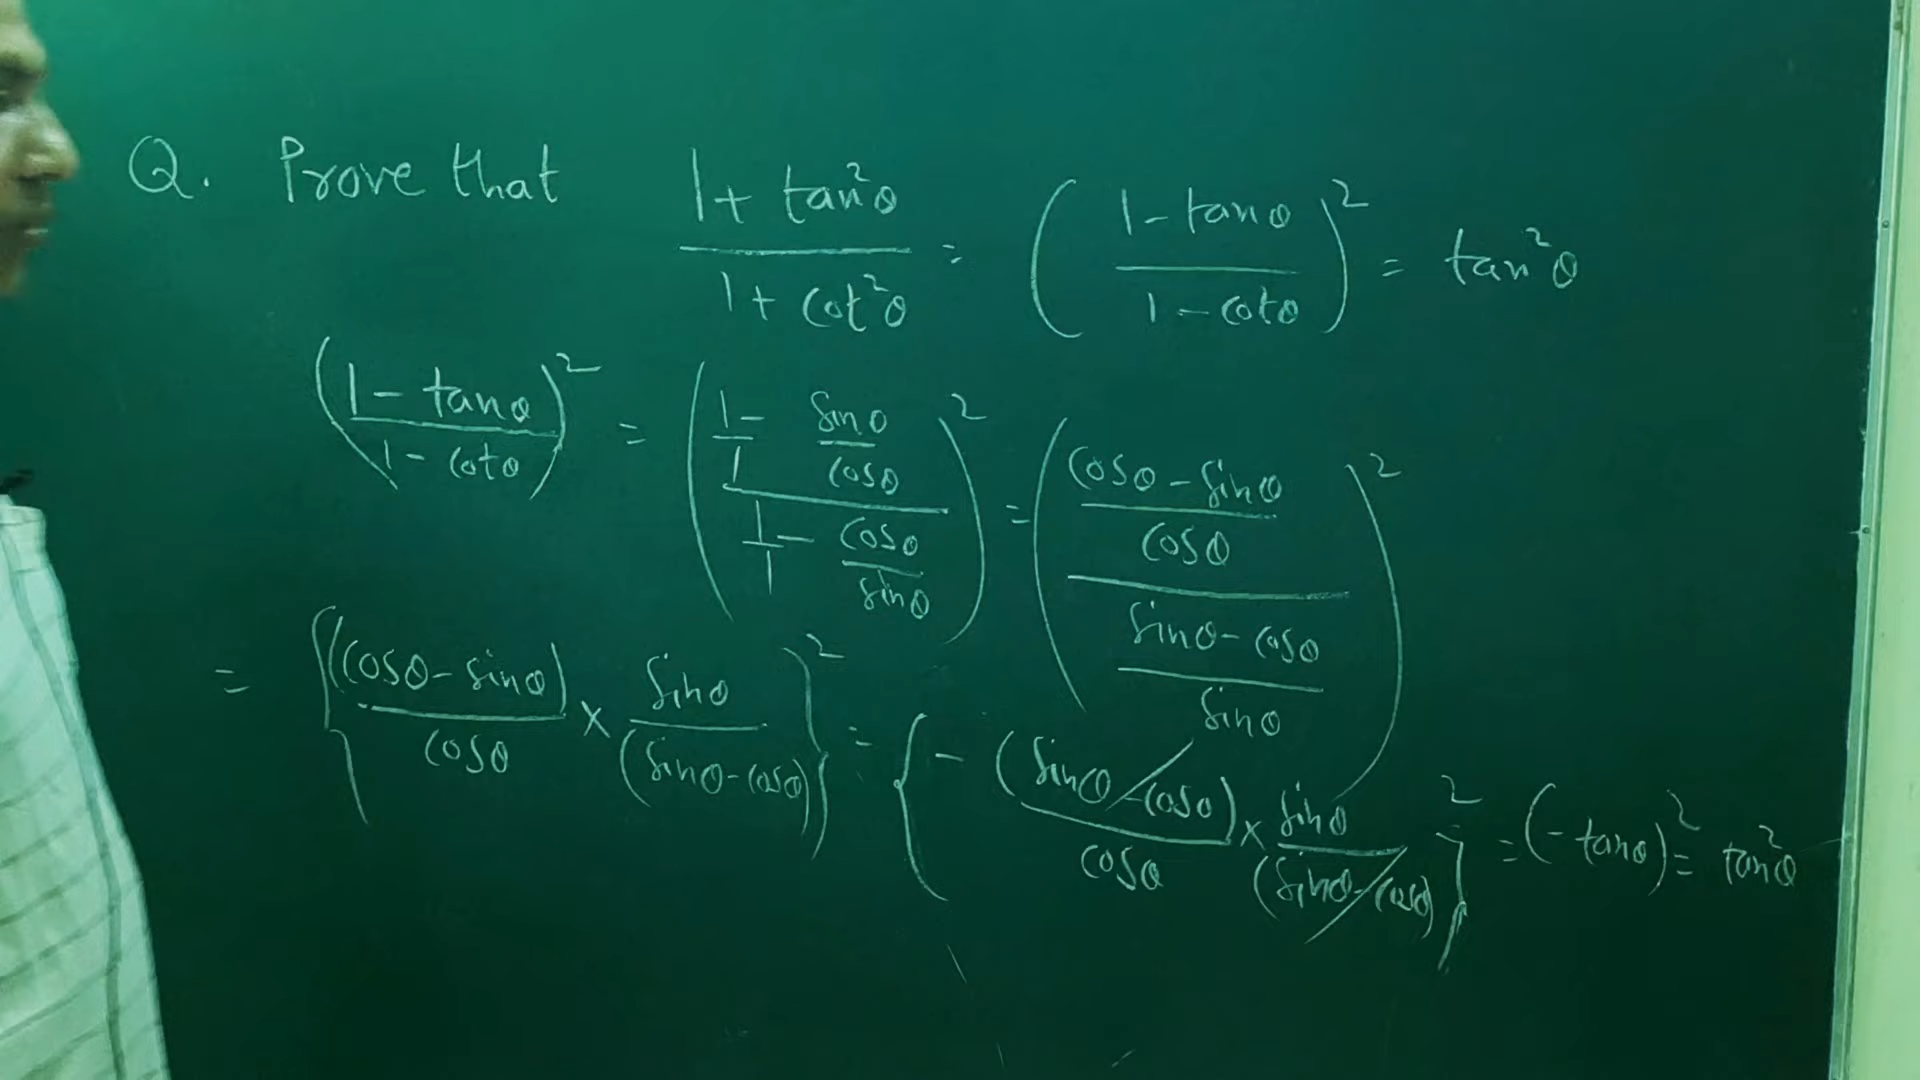 Q. Prove that (1 + tan²θ)/(1 + cot²θ) = ((1 - tanθ)/(1 - cotθ))² = tan²θ
((1 - tanθ)/(1 - cotθ))² = ((1/1 - sinθ/cosθ)/(1/1 - cosθ/sinθ))² = (((cosθ - sinθ)/cosθ)/((sinθ - cosθ)/sinθ))²
= {(cosθ - sinθ)/cosθ × sinθ/(sinθ - cosθ)}² = {-(sinθ - cosθ)/cosθ × sinθ/(sinθ - cosθ)}² = (-tanθ)² = tan²θ